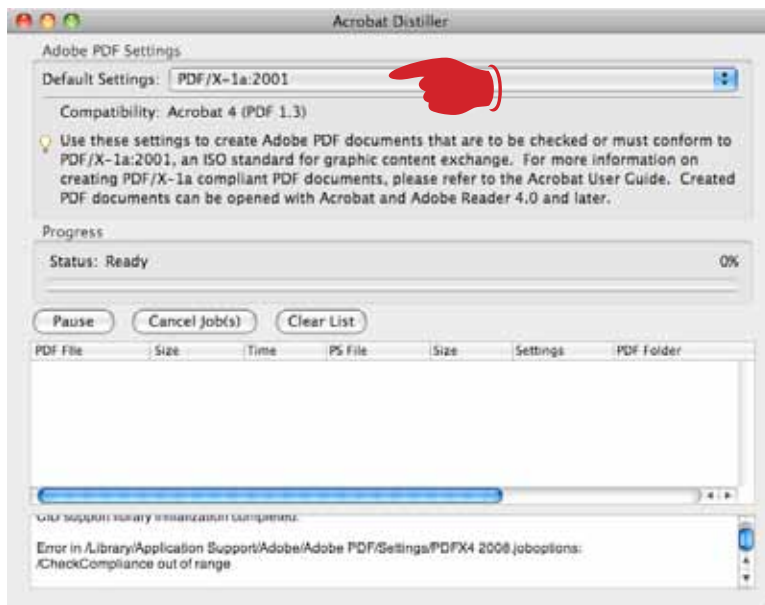 Acrobat Distiller
Adobe PDF Settings
Default Settings: PDF/X-1a:2001
Compatibility: Acrobat 4 (PDF 1.3)
Use these settings to create Adobe PDF documents that are to be checked or must conform to
PDF/X-1a:2001, an ISO standard for graphic content exchange. For more information on
creating PDF/X-1a compliant PDF documents, please refer to the Acrobat User Guide. Created
PDF documents can be opened with Acrobat and Adobe Reader 4.0 and later.
Progress
Status: Ready 0%
Pause Cancel Job(s) Clear List
PDF File Size Time PS File Size Settings PDF Folder
CID support library initialization completed.
Error in /Library/Application Support/Adobe/Adobe PDF/Settings/PDFX4 2008.joboptions:
/CheckCompliance out of range